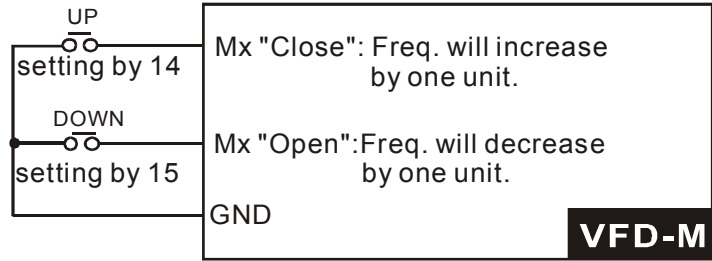 UP
setting by 14
Mx "Close": Freq. will increase
by one unit.
DOWN
setting by 15
Mx "Open":Freq. will decrease
by one unit.
GND
VFD-M